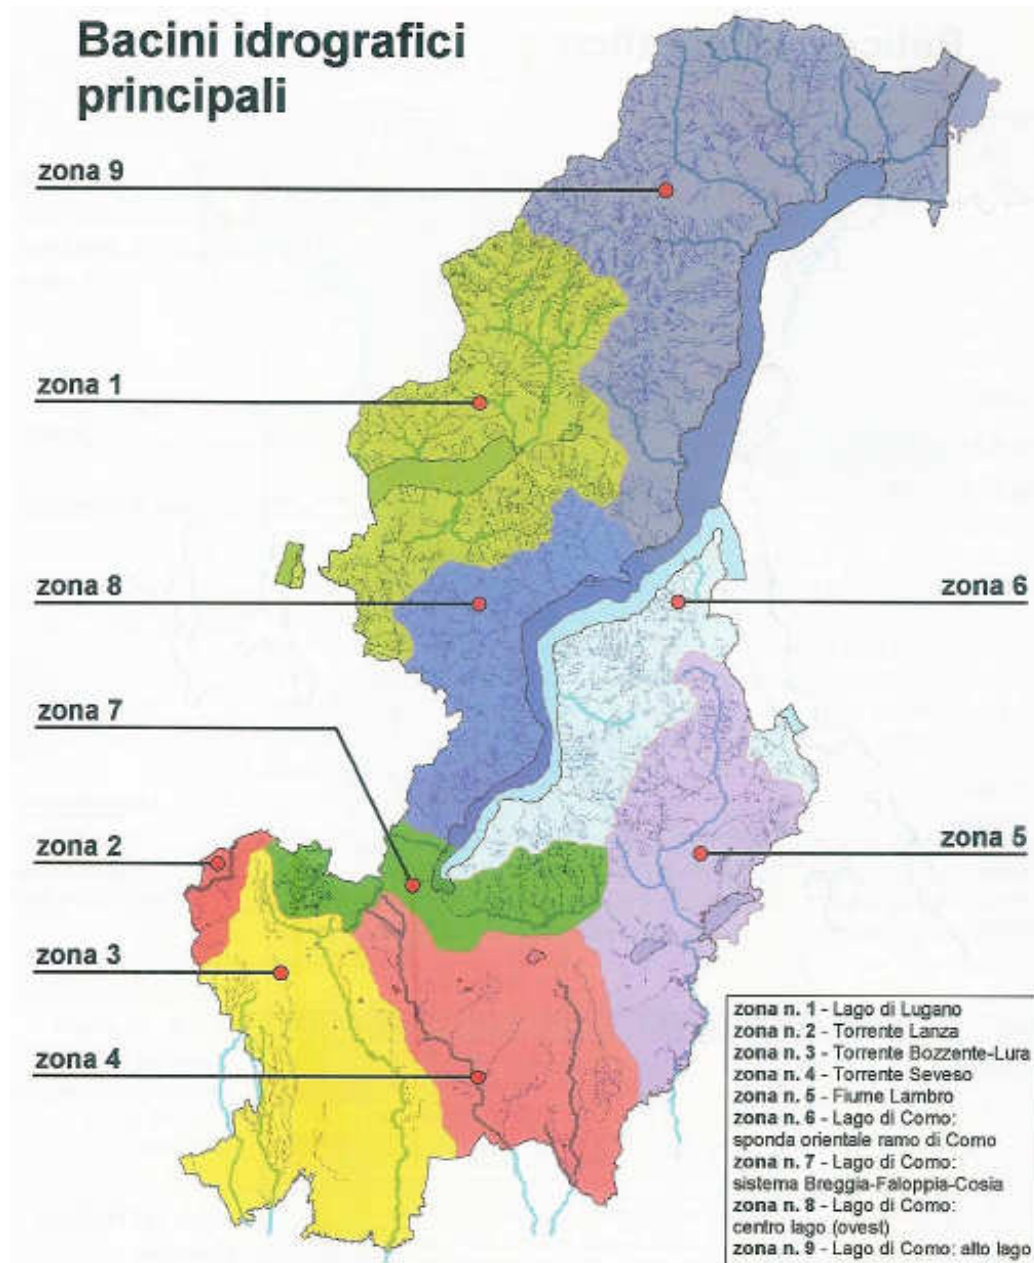 Bacini idrografici
principali
zona 9
zona 1
zona 8
zona 6
zona 7
zona 2
zona 5
zona 3
zona 4
zona n. 1 - Lago di Lugano
zona n. 2 - Torrente Lanza
zona n. 3 - Torrente Bozzente-Lura
zona n. 4 - Torrente Seveso
zona n. 5 - Fiume Lambro
zona n. 6 - Lago di Como:
sponda orientale ramo di Como
zona n. 7 - Lago di Como:
sistema Breggia-Faloppia-Cosia
zona n. 8 - Lago di Como:
centro lago (ovest)
zona n. 9 - Lago di Como: alto lago